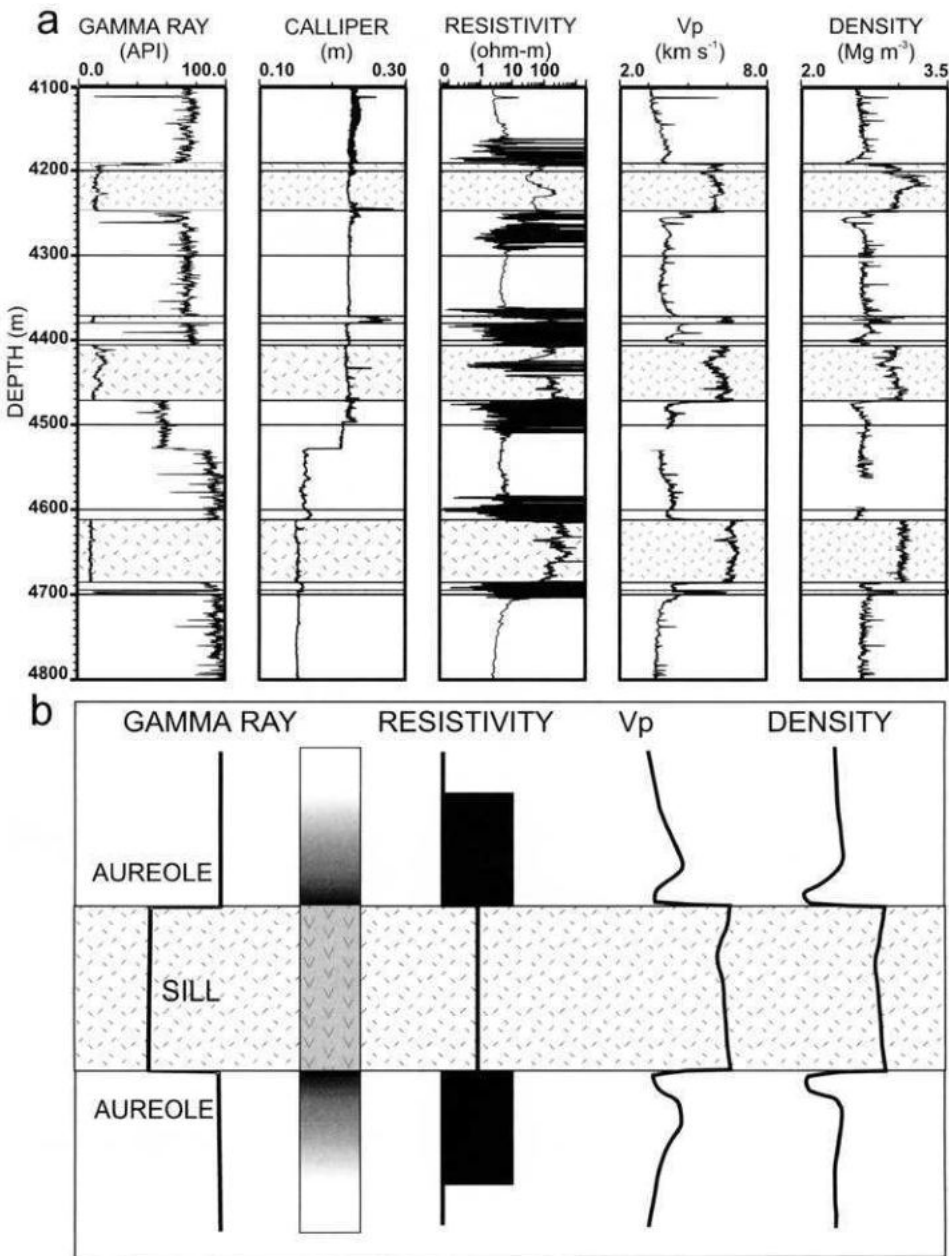 a
GAMMA RAY CALLIPER RESISTIVITY Vp DENSITY
(API) (m) (ohm-m) (km s⁻¹) (Mg m⁻³)
0.0 100.0 0.10 0.30 0 1 10 100 2.0 8.0 2.0 3.5
4100
4200
4300
DEPTH (m)
4400
4500
4600
4700
4800
b
GAMMA RAY RESISTIVITY Vp DENSITY
AUREOLE
SILL
AUREOLE